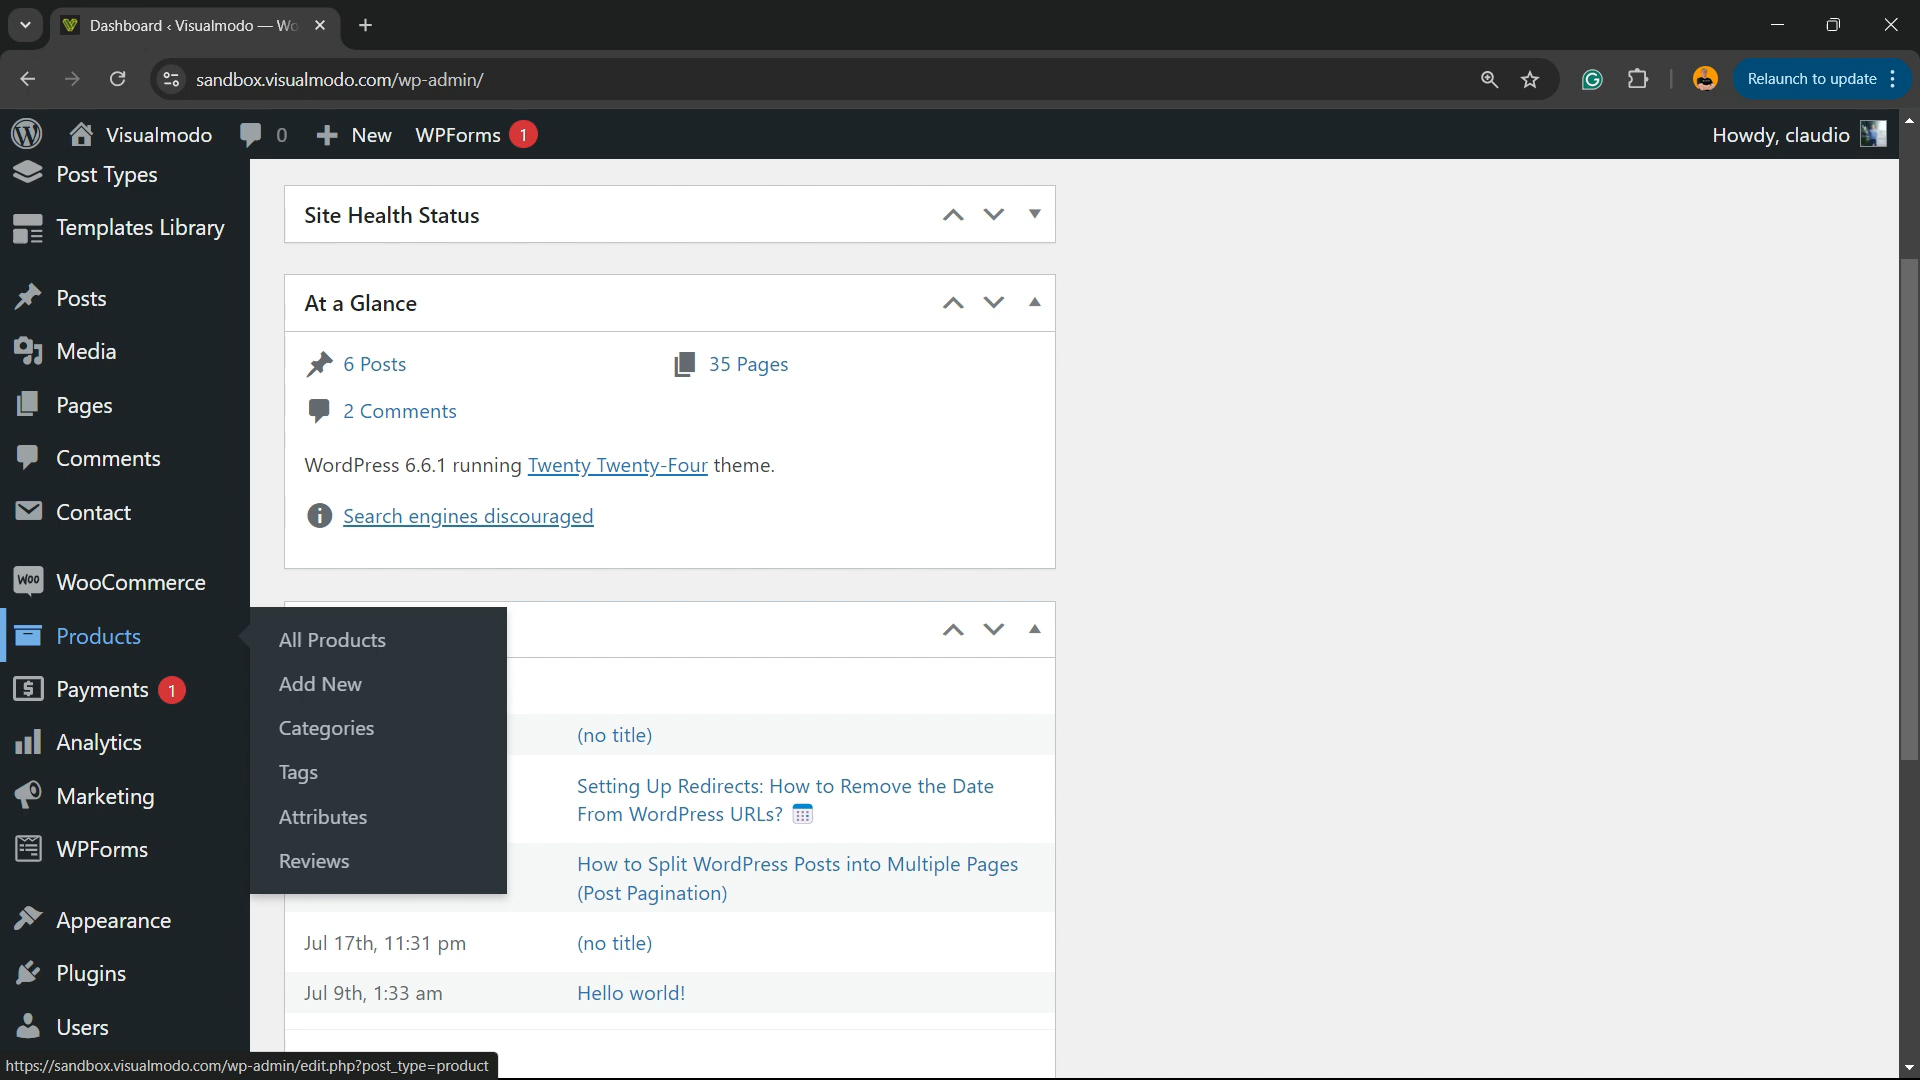 Dashboard ‹ Visualmodo — Wo
sandbox.visualmodo.com/wp-admin/
Relaunch to update
Visualmodo
0
New
WPForms 1
Howdy, claudio
Post Types
Templates Library
Posts
Media
Pages
Comments
Contact
Woo
WooCommerce
Products
Payments 1
Analytics
Marketing
WPForms
Appearance
Plugins
Users
All Products
Add New
Categories
Tags
Attributes
Reviews
Site Health Status
At a Glance
6 Posts
35 Pages
2 Comments
WordPress 6.6.1 running Twenty Twenty-Four theme.
Search engines discouraged
(no title)
Setting Up Redirects: How to Remove the Date
From WordPress URLs?
How to Split WordPress Posts into Multiple Pages
(Post Pagination)
Jul 17th, 11:31 pm
(no title)
Jul 9th, 1:33 am
Hello world!
https://sandbox.visualmodo.com/wp-admin/edit.php?post_type=product